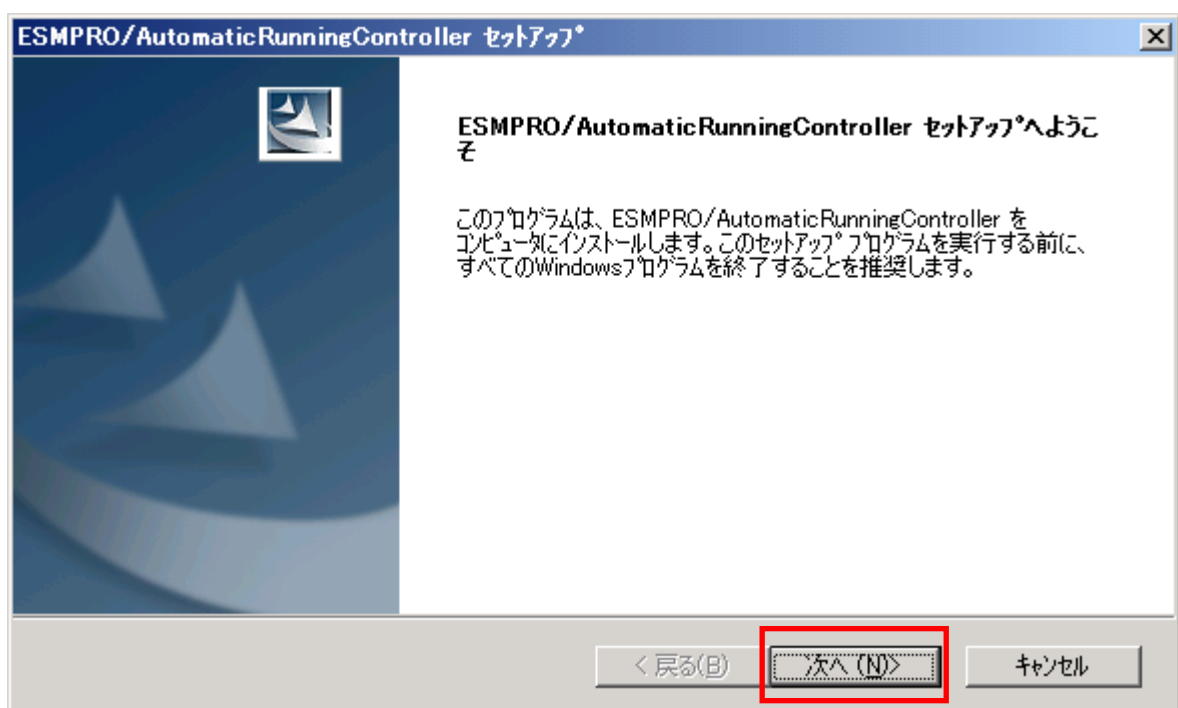 ESMPRO/AutomaticRunningController ｾｯﾄｱｯﾌﾟ
ESMPRO/AutomaticRunningController ｾｯﾄｱｯﾌﾟへようこ
そ
このﾌﾟﾛｸﾞﾗﾑは、ESMPRO/AutomaticRunningController を
ｺﾝﾋﾟｭｰﾀにｲﾝｽﾄｰﾙします。このｾｯﾄｱｯﾌﾟ ﾌﾟﾛｸﾞﾗﾑを実行する前に、
すべてのWindowsﾌﾟﾛｸﾞﾗﾑを終了することを推奨します。
< 戻る(B)
次へ (N)>
ｷｬﾝｾﾙ